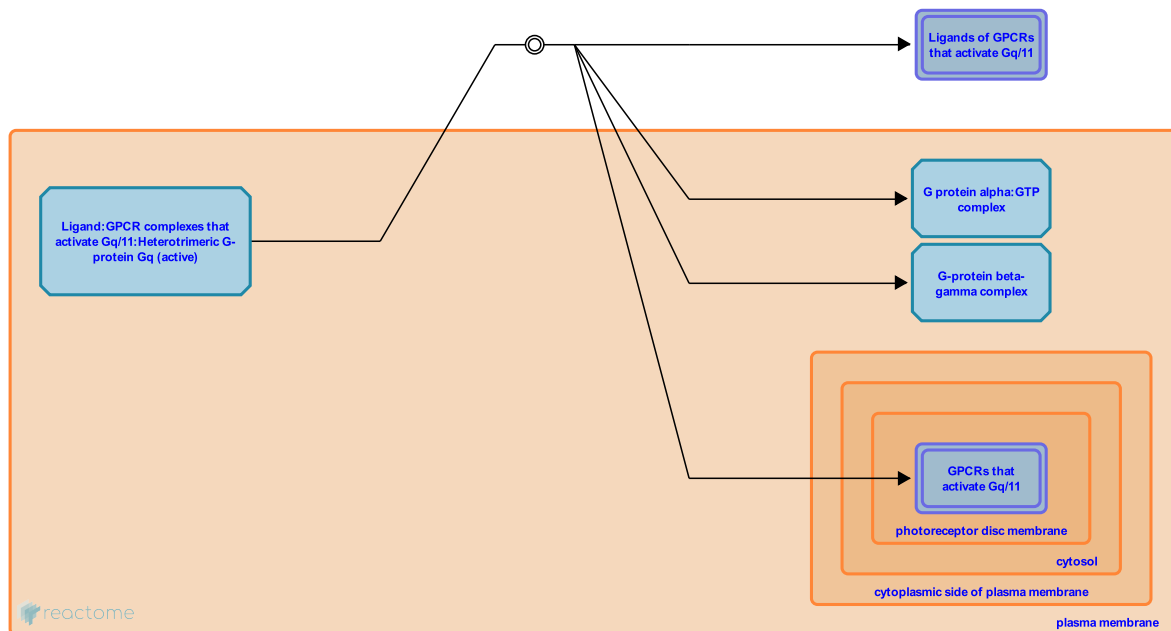 Ligands of GPCRs
that activate Gq/11
Ligand:GPCR complexes that
activate Gq/11:Heterotrimeric G-
protein Gq (active)
G protein alpha:GTP
complex
G-protein beta-
gamma complex
GPCRs that
activate Gq/11
photoreceptor disc membrane
cytosol
cytoplasmic side of plasma membrane
plasma membrane
reactome